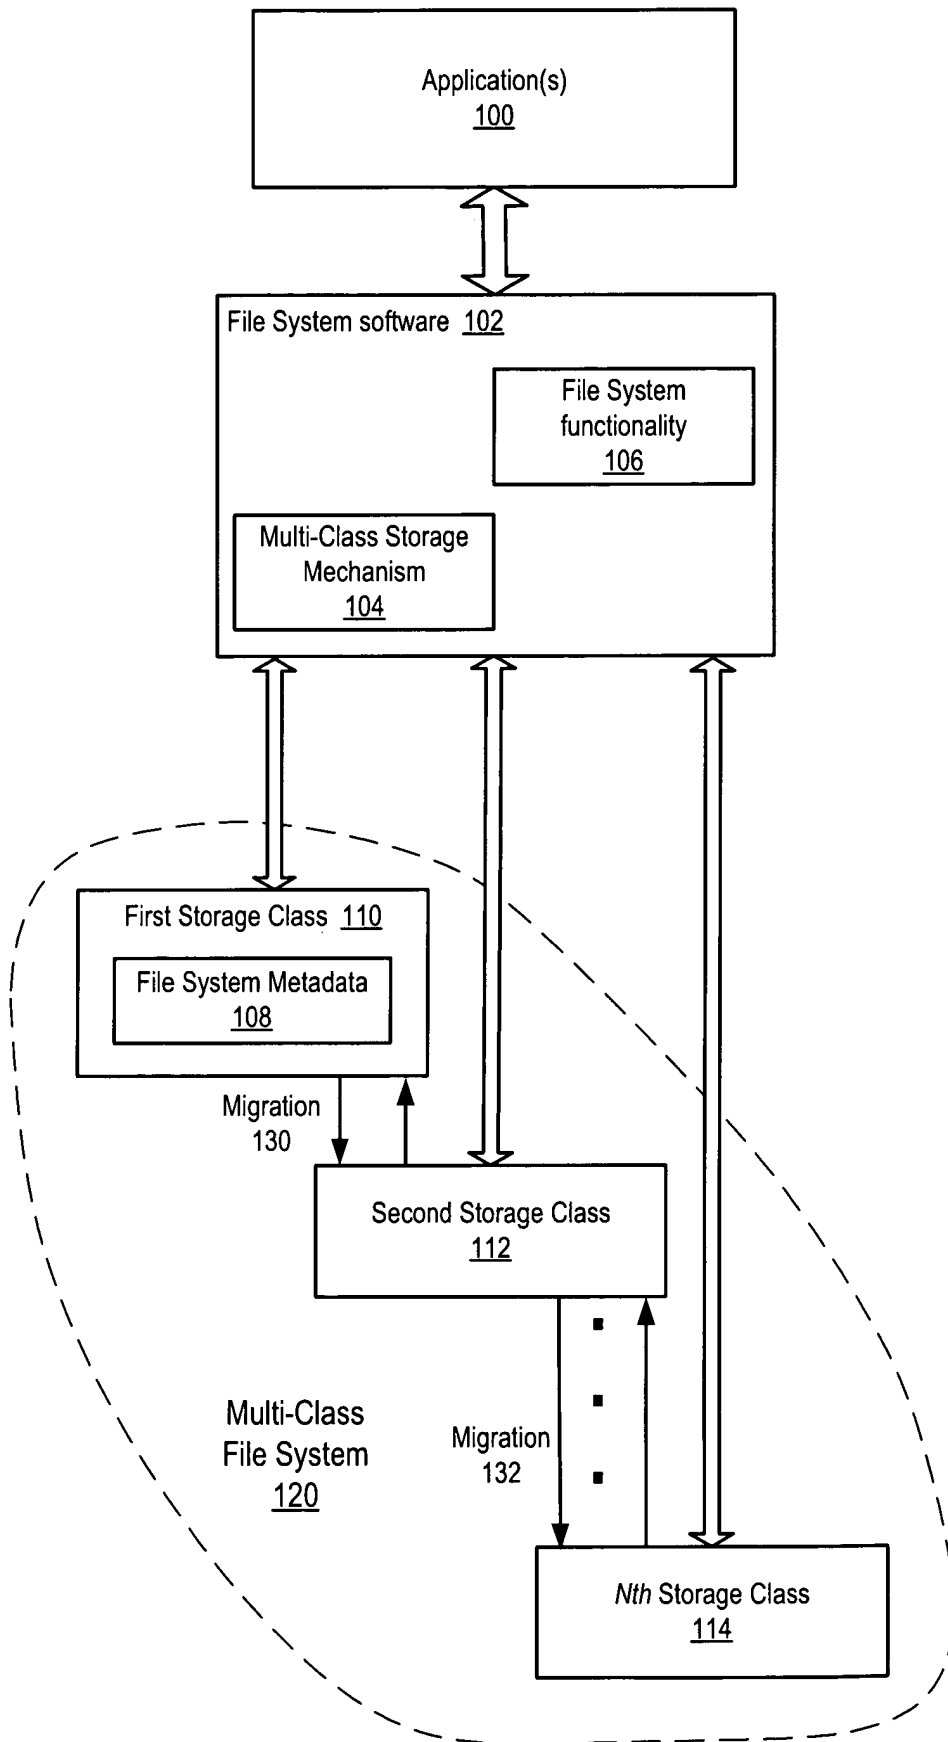 Application(s)
100
File System software 102
File System
functionality
106
Multi-Class Storage
Mechanism
104
First Storage Class 110
File System Metadata
108
Migration
130
Second Storage Class
112
Multi-Class
File System
120
Migration
132
Nth Storage Class
114